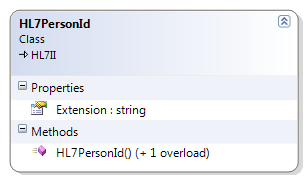 HL7PersonId
Class
HL7II
Properties
Extension : string
Methods
HL7PersonId() (+ 1 overload)